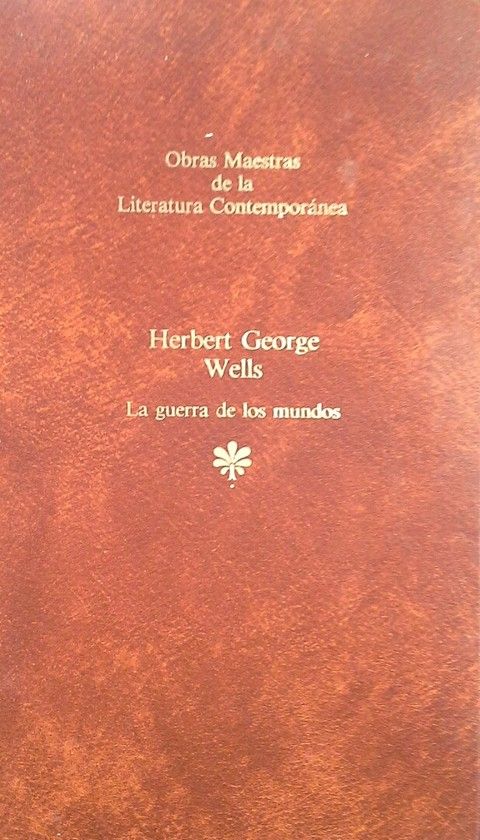 Obras Maestras
de la
Literatura Contemporánea
Herbert George
Wells
La guerra de los mundos